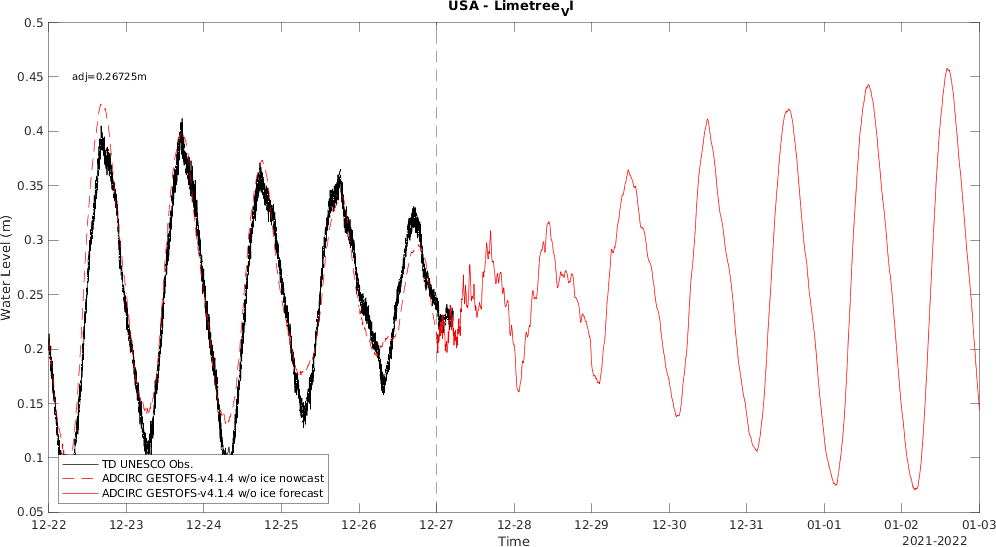 USA - LimetreeVI
0.5
0.45
0.4
0.35
0.3
0.25
0.2
0.15
0.1
0.05
Water Level (m)
adj=0.26725m
TD UNESCO Obs.
ADCIRC GESTOFS-v4.1.4 w/o ice nowcast
ADCIRC GESTOFS-v4.1.4 w/o ice forecast
12-22 12-23 12-24 12-25 12-26 12-27 12-28 12-29 12-30 12-31 01-01 01-02 01-03
Time
2021-2022